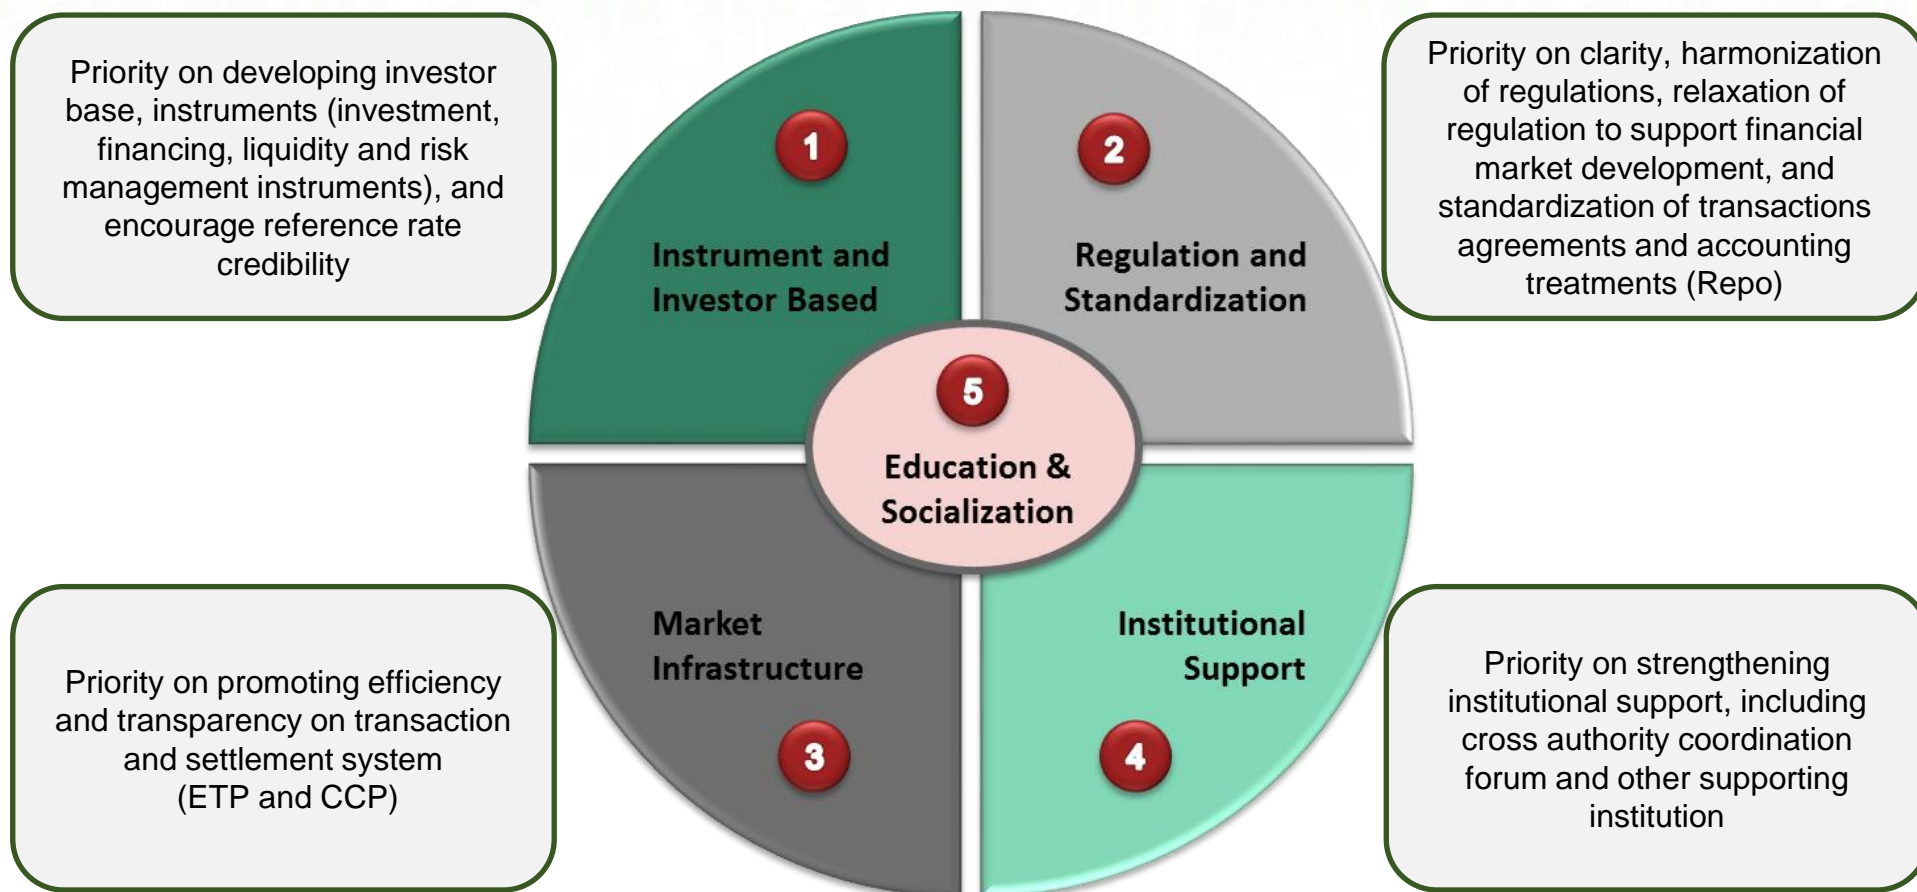 Priority on developing investor
base, instruments (investment,
financing, liquidity and risk
management instruments), and
encourage reference rate
credibility
1
Instrument and
Investor Based
2
Regulation and
Standardization
Priority on clarity, harmonization
of regulations, relaxation of
regulation to support financial
market development, and
standardization of transactions
agreements and accounting
treatments (Repo)
5
Education &
Socialization
Priority on promoting efficiency
and transparency on transaction
and settlement system
(ETP and CCP)
Market
Infrastructure
3
Institutional
Support
4
Priority on strengthening
institutional support, including
cross authority coordination
forum and other supporting
institution